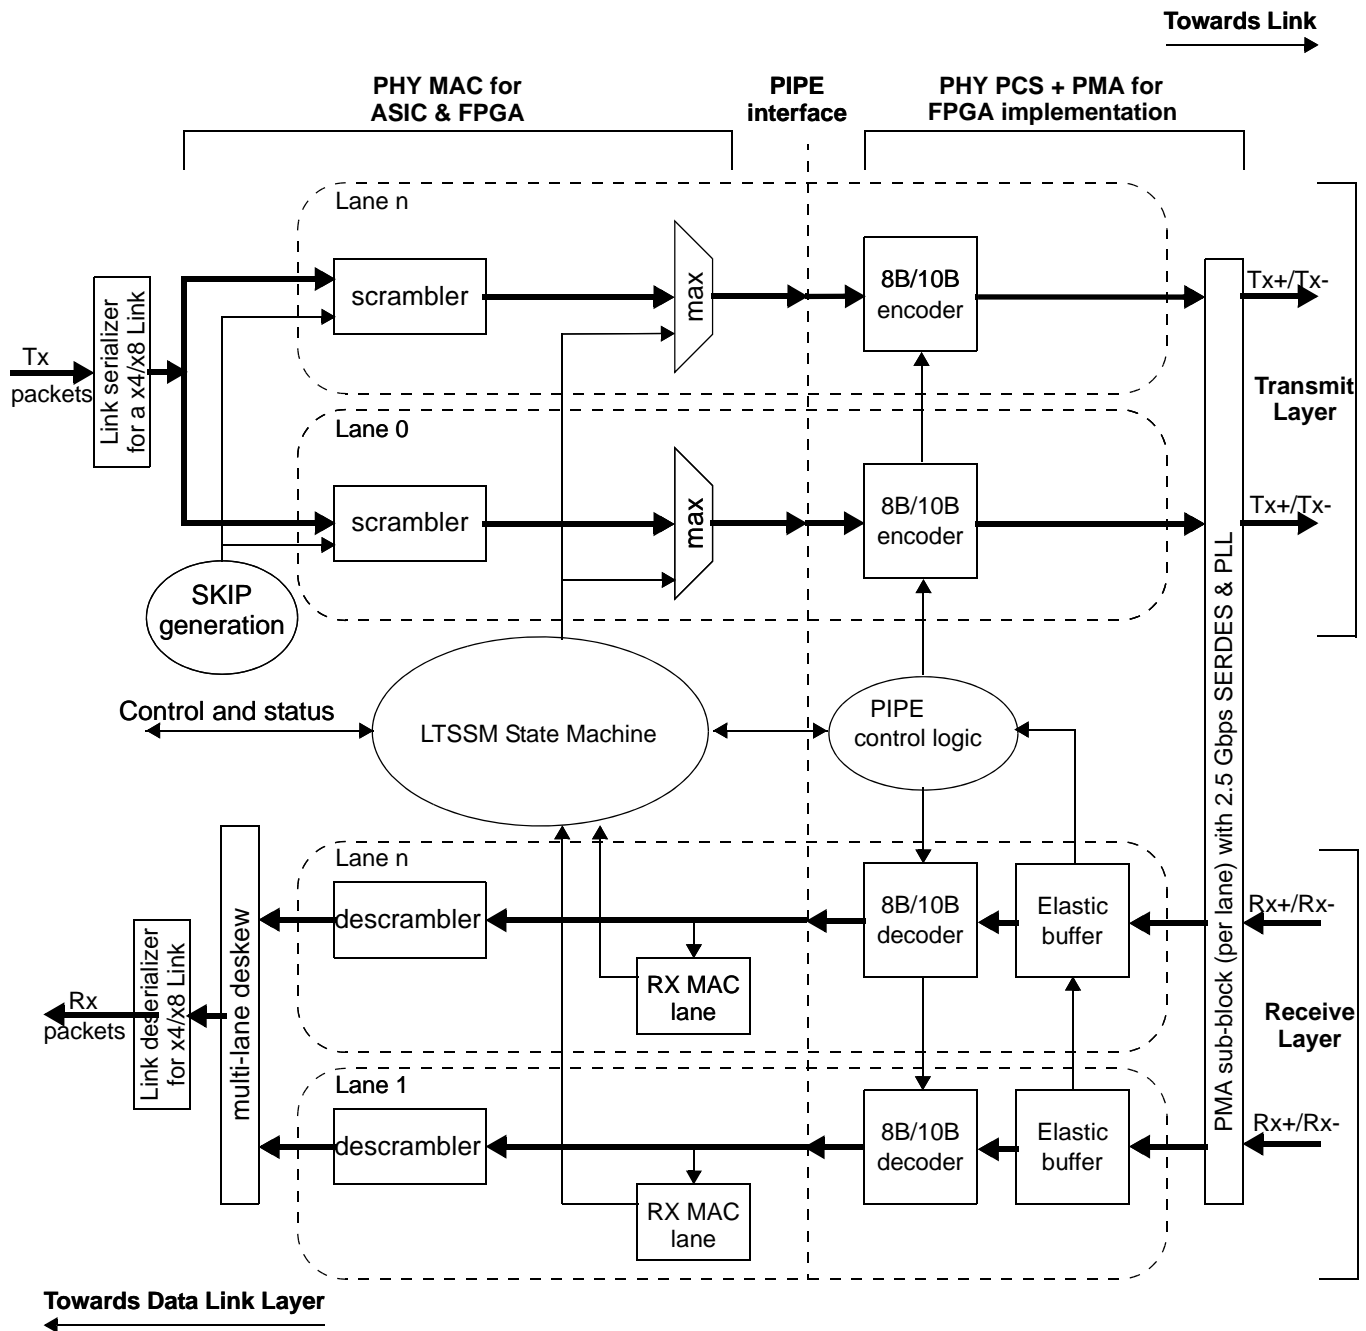 Towards Link
PHY MAC for
ASIC & FPGA
PIPE
interface
PHY PCS + PMA for
FPGA implementation
Lane n
scrambler
max
8B/10B
encoder
Tx+/Tx-
Tx
packets
Link serializer
for a x4/x8 Link
Transmit
Layer
Lane 0
scrambler
max
8B/10B
encoder
Tx+/Tx-
SKIP
generation
Control and status
LTSSM State Machine
PIPE
control logic
PMA sub-block (per lane) with 2.5 Gbps SERDES & PLL
Lane n
descrambler
8B/10B
decoder
Elastic
buffer
Rx+/Rx-
RX MAC
lane
Rx
packets
Link deserializer
for x4/x8 Link
multi-lane deskew
Receive
Layer
Lane 1
descrambler
8B/10B
decoder
Elastic
buffer
Rx+/Rx-
RX MAC
lane
Towards Data Link Layer